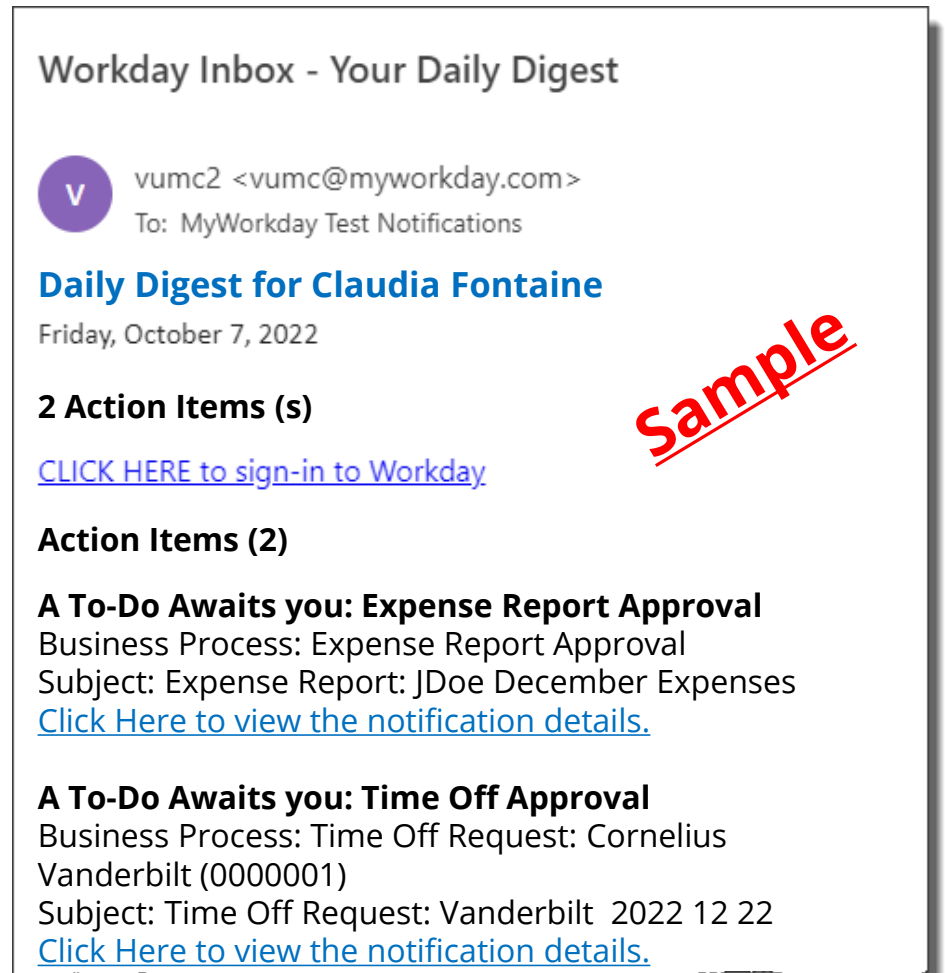 Workday Inbox - Your Daily Digest
V
vumc2 <vumc@myworkday.com>
To: MyWorkday Test Notifications
Daily Digest for Claudia Fontaine
Friday, October 7, 2022
Sample
2 Action Items (s)
CLICK HERE to sign-in to Workday
Action Items (2)
A To-Do Awaits you: Expense Report Approval
Business Process: Expense Report Approval
Subject: Expense Report: JDoe December Expenses
Click Here to view the notification details.
A To-Do Awaits you: Time Off Approval
Business Process: Time Off Request: Cornelius
Vanderbilt (0000001)
Subject: Time Off Request: Vanderbilt  2022 12 22
Click Here to view the notification details.